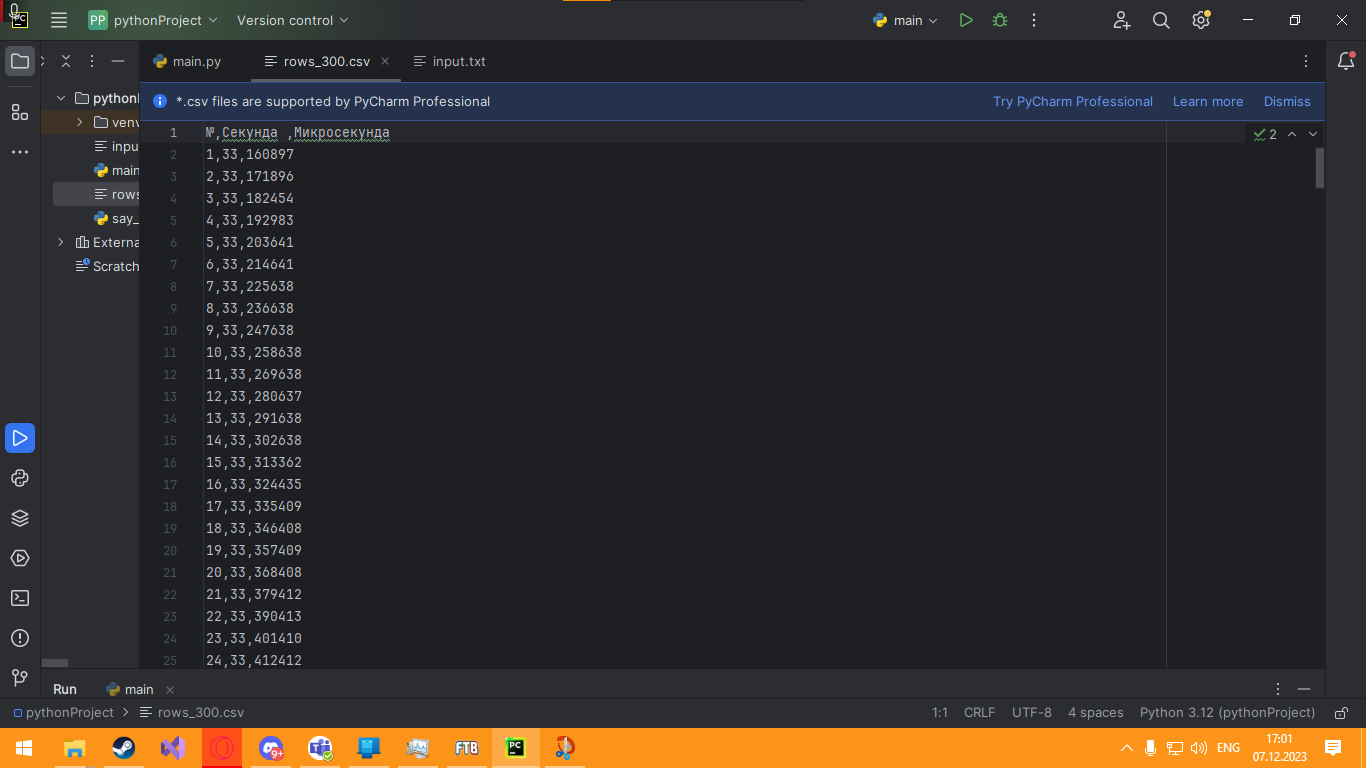 PC
PP pythonProject Version control main
main.py rows_300.csv input.txt
*.csv files are supported by PyCharm Professional Try PyCharm Professional Learn more Dismiss
pythonP
venv
inpu
main
rows
say_
Externa
Scratch
2
1 №,Секунда ,Микросекунда
2 1,33,160897
3 2,33,171896
4 3,33,182454
5 4,33,192983
6 5,33,203641
7 6,33,214641
8 7,33,225638
9 8,33,236638
10 9,33,247638
11 10,33,258638
12 11,33,269638
13 12,33,280637
14 13,33,291638
15 14,33,302638
16 15,33,313362
17 16,33,324435
18 17,33,335409
19 18,33,346408
20 19,33,357409
21 20,33,368408
22 21,33,379412
23 22,33,390413
24 23,33,401410
25 24,33,412412
Run main
pythonProject rows_300.csv 1:1 CRLF UTF-8 4 spaces Python 3.12 (pythonProject)
9+ FTB PC ENG 17:01
07.12.2023